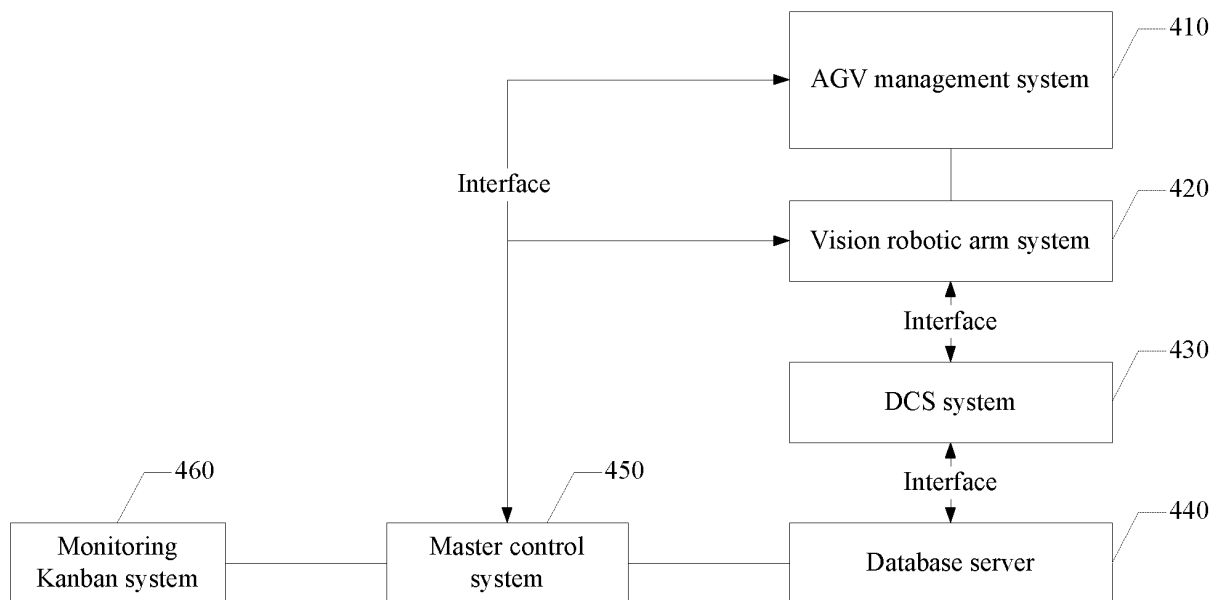 410
AGV management system
Interface
420
Vision robotic arm system
Interface
430
DCS system
460
450
Interface
440
Monitoring
Kanban system
Master control
system
Database server